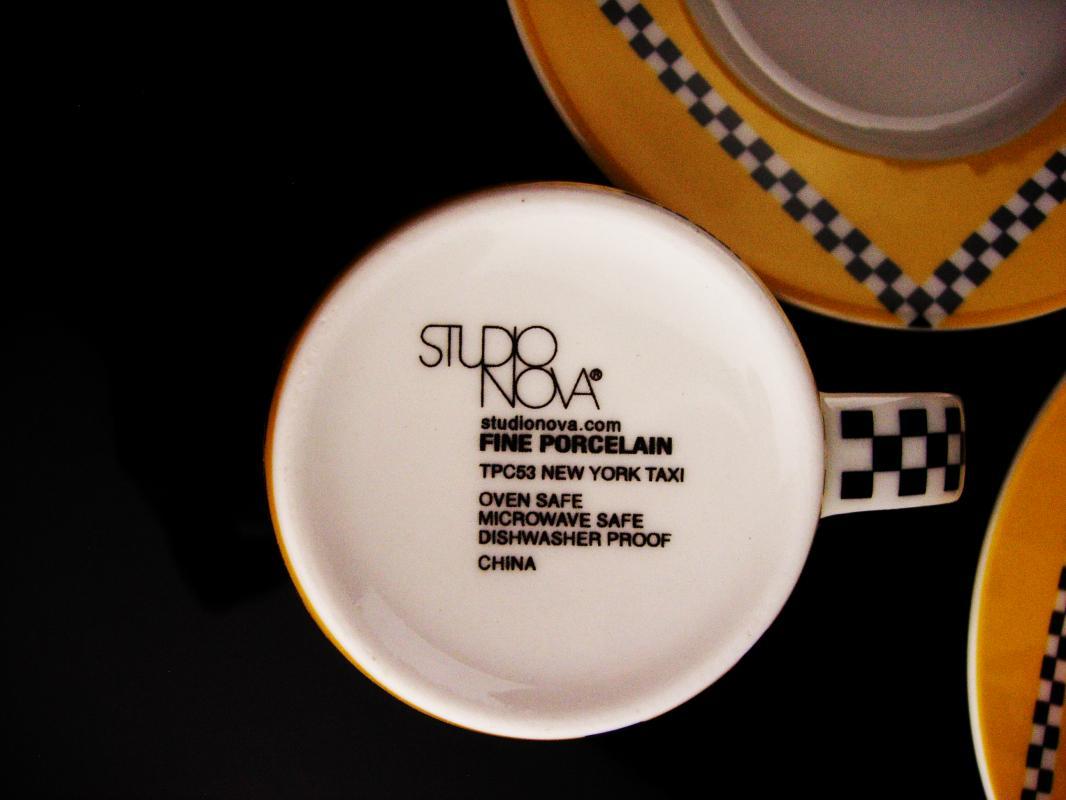 STUDIO
NOVA®
studionova.com
FINE PORCELAIN
TPC53 NEW YORK TAXI
OVEN SAFE
MICROWAVE SAFE
DISHWASHER PROOF
CHINA